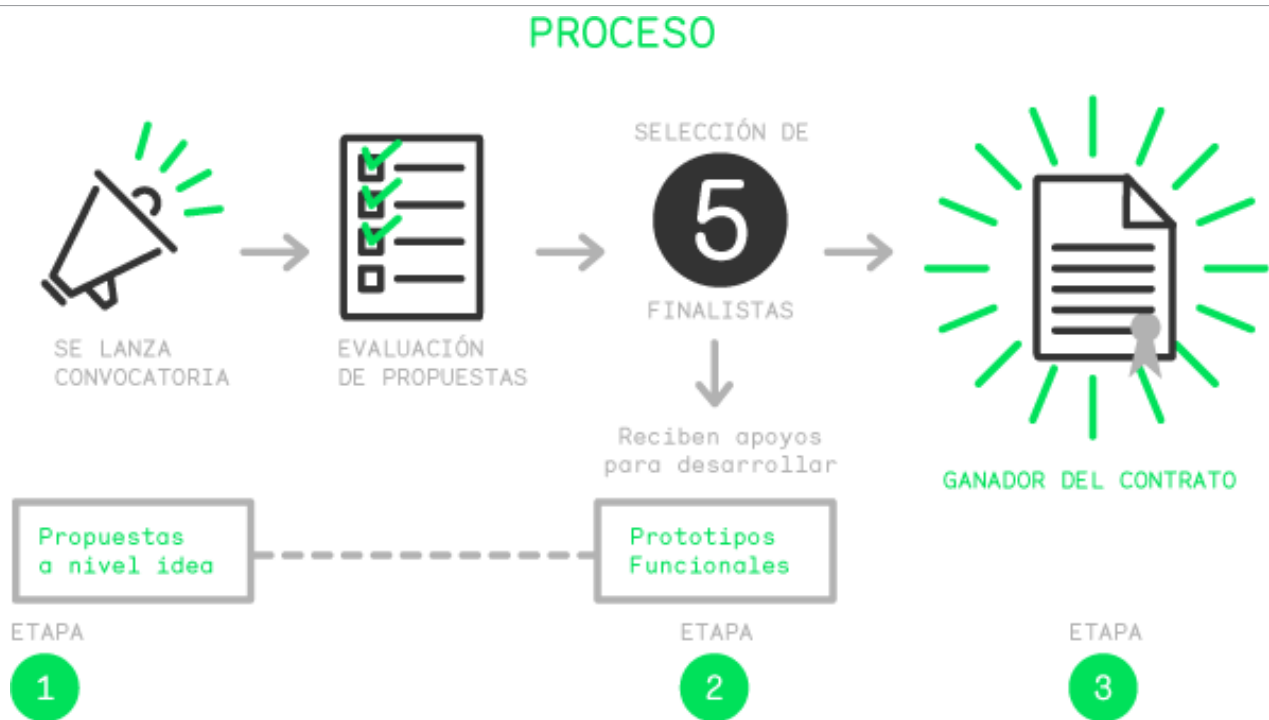 PROCESO
SE LANZA
CONVOCATORIA
EVALUACIÓN
DE PROPUESTAS
SELECCIÓN DE
5
FINALISTAS
Reciben apoyos
para desarrollar
GANADOR DEL CONTRATO
Propuestas
a nivel idea
Prototipos
Funcionales
ETAPA
1
ETAPA
2
ETAPA
3